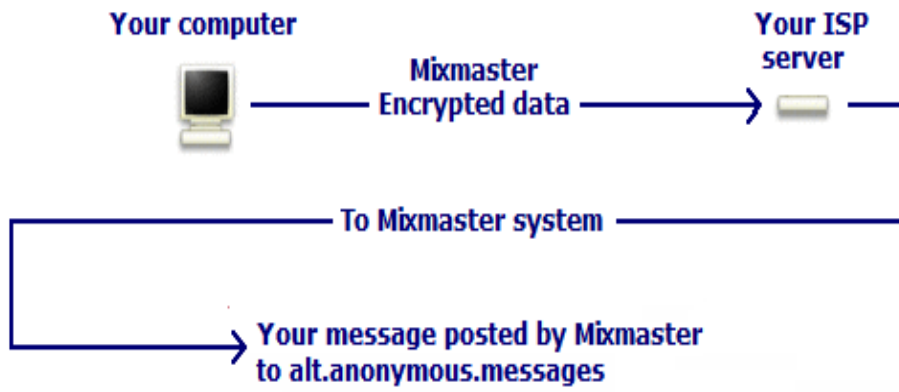 Your computer
Your ISP
server
Mixmaster
Encrypted data
To Mixmaster system
Your message posted by Mixmaster
to alt.anonymous.messages